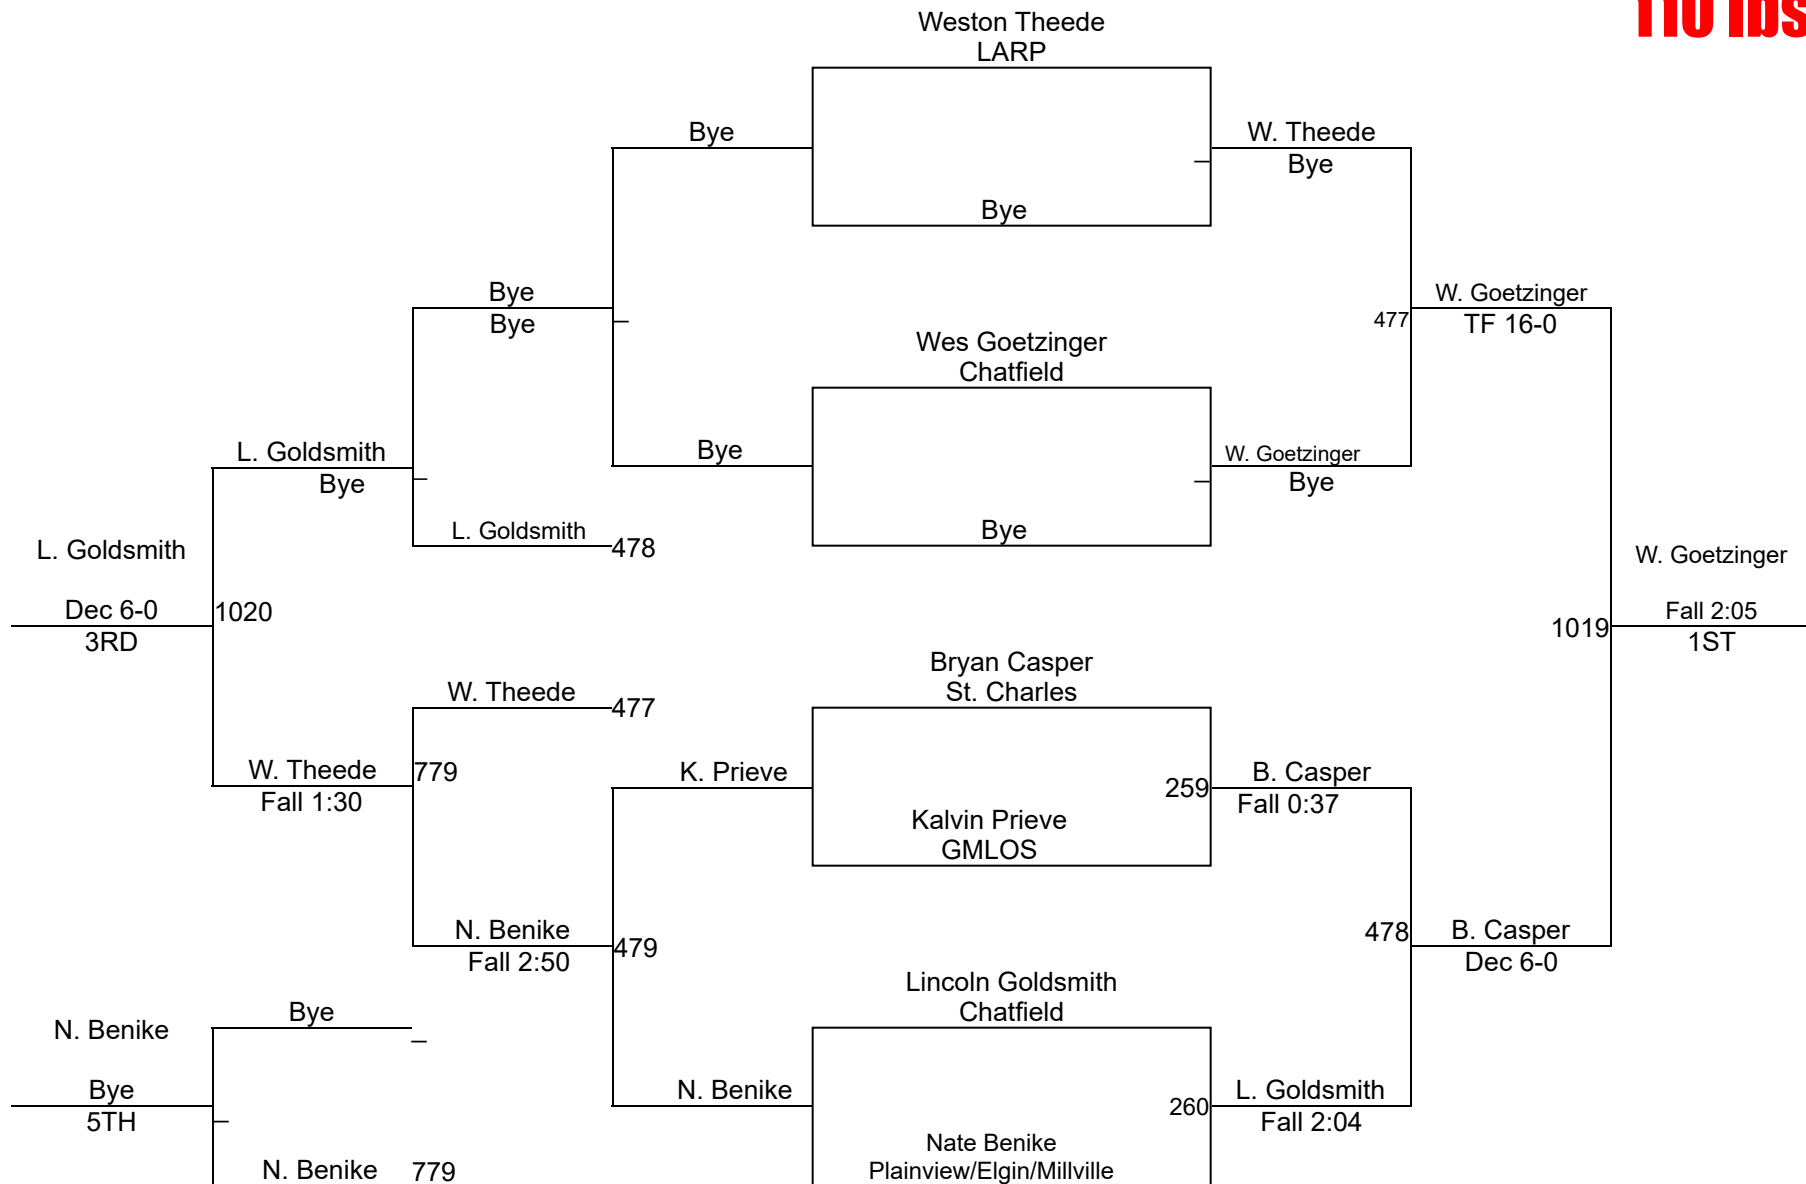 110 lbs
Weston Theede
LARP
Bye
W. Theede
Bye
Bye
Bye
Bye
W. Goetzinger
TF 16-0
477
Wes Goetzinger
Chatfield
L. Goldsmith
Bye
Bye
W. Goetzinger
Bye
L. Goldsmith
478
Bye
L. Goldsmith
Dec 6-0
3RD
1020
W. Goetzinger
Fall 2:05
1ST
1019
Bryan Casper
St. Charles
W. Theede
477
W. Theede
Fall 1:30
779
K. Prieve
259
B. Casper
Fall 0:37
Kalvin Prieve
GMLOS
N. Benike
Fall 2:50
479
478
B. Casper
Dec 6-0
Lincoln Goldsmith
Chatfield
Bye
N. Benike
Bye
5TH
N. Benike
260
L. Goldsmith
Fall 2:04
Nate Benike
Plainview/Elgin/Millville
N. Benike
779